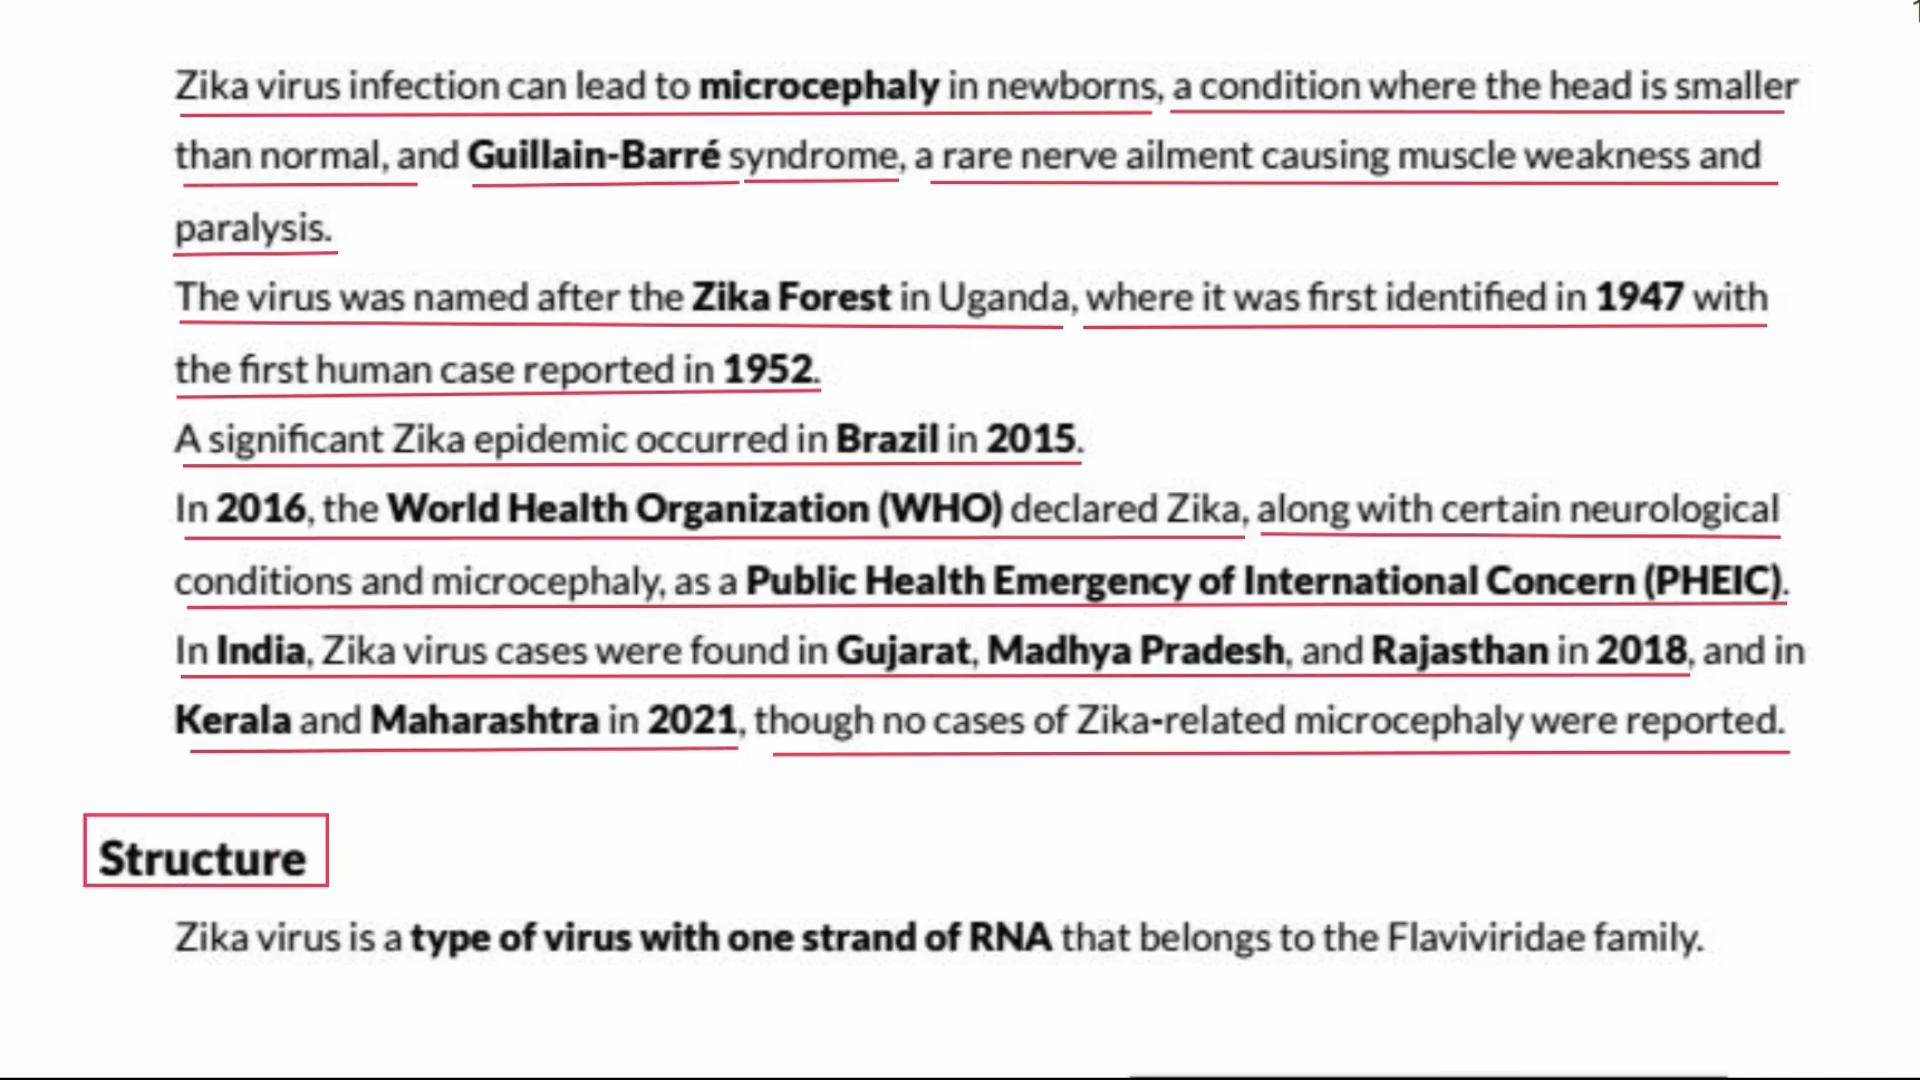 Zika virus infection can lead to microcephaly in newborns, a condition where the head is smaller
than normal, and Guillain-Barré syndrome, a rare nerve ailment causing muscle weakness and
paralysis.
The virus was named after the Zika Forest in Uganda, where it was first identified in 1947 with
the first human case reported in 1952.
A significant Zika epidemic occurred in Brazil in 2015.
In 2016, the World Health Organization (WHO) declared Zika, along with certain neurological
conditions and microcephaly, as a Public Health Emergency of International Concern (PHEIC).
In India, Zika virus cases were found in Gujarat, Madhya Pradesh, and Rajasthan in 2018, and in
Kerala and Maharashtra in 2021, though no cases of Zika-related microcephaly were reported.
Structure
Zika virus is a type of virus with one strand of RNA that belongs to the Flaviviridae family.